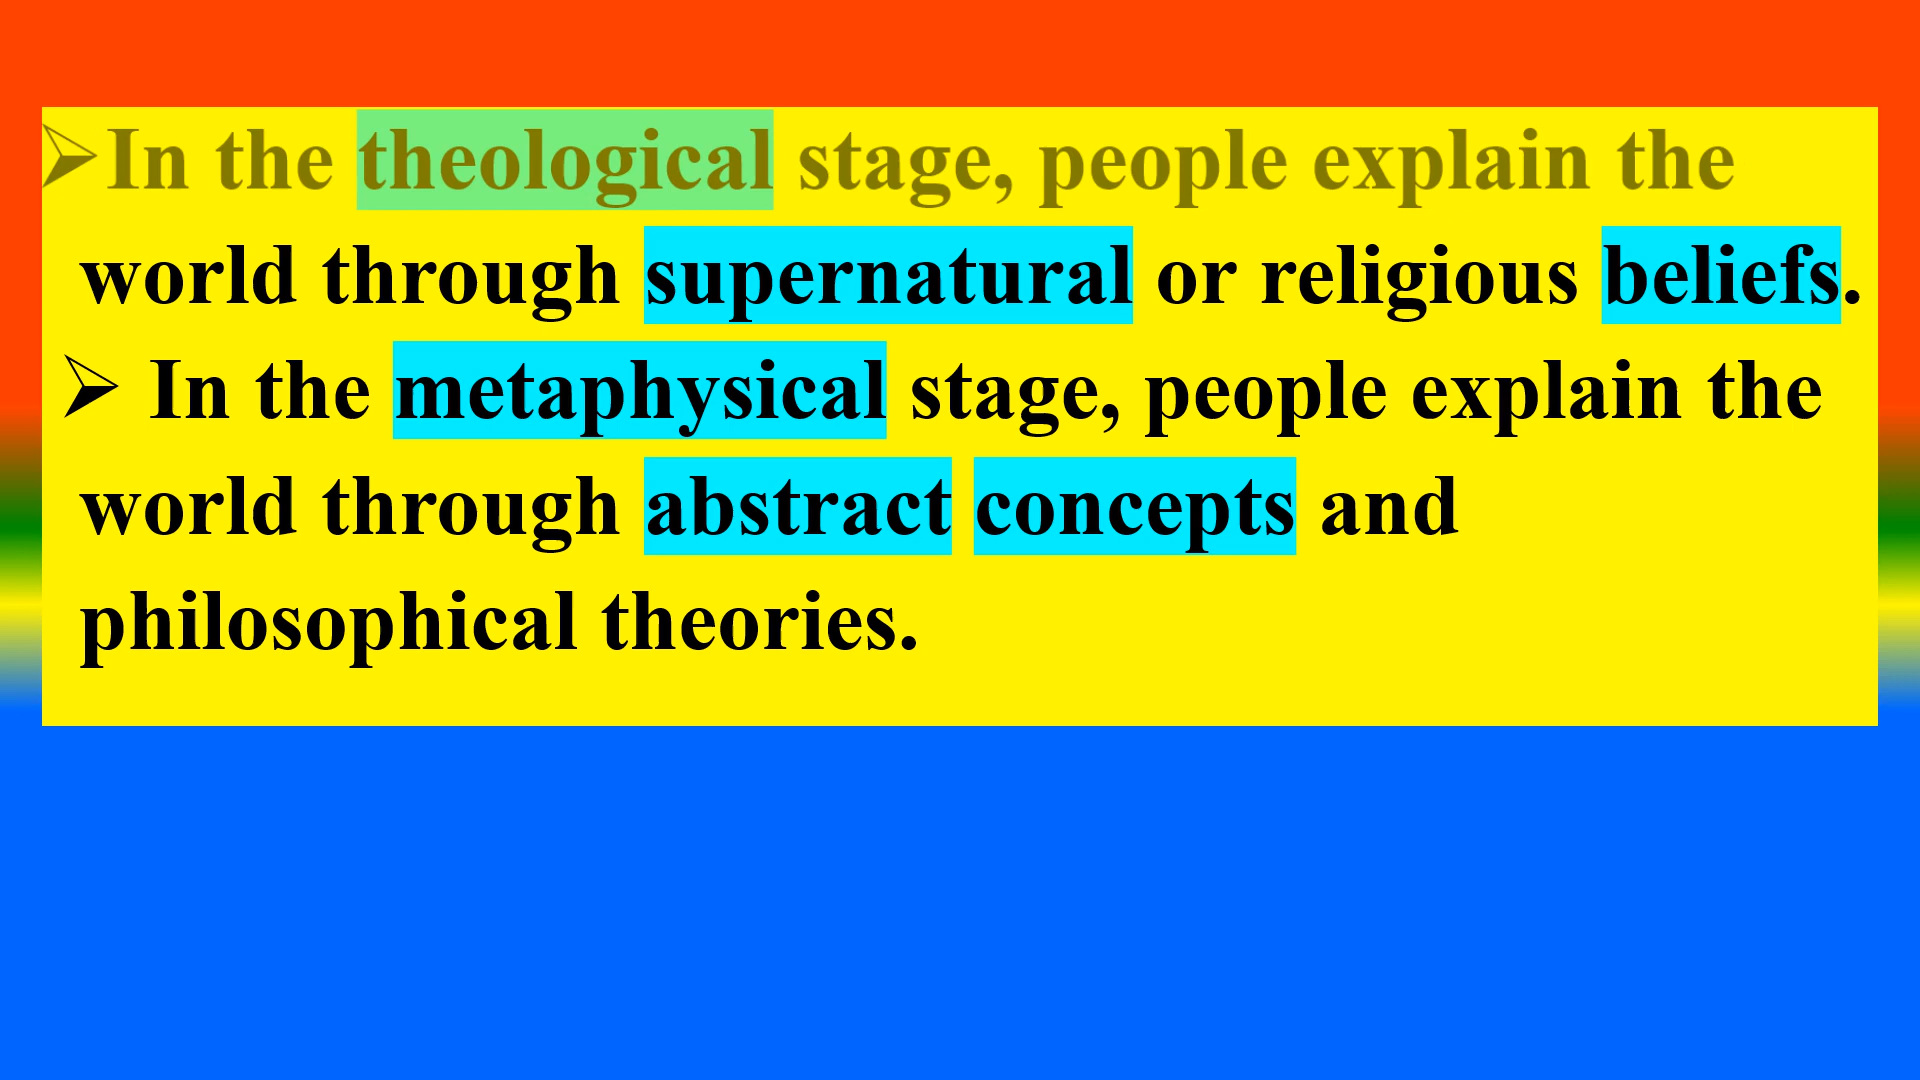 ➢In the theological stage, people explain the
world through supernatural or religious beliefs.
➢ In the metaphysical stage, people explain the
world through abstract concepts and
philosophical theories.